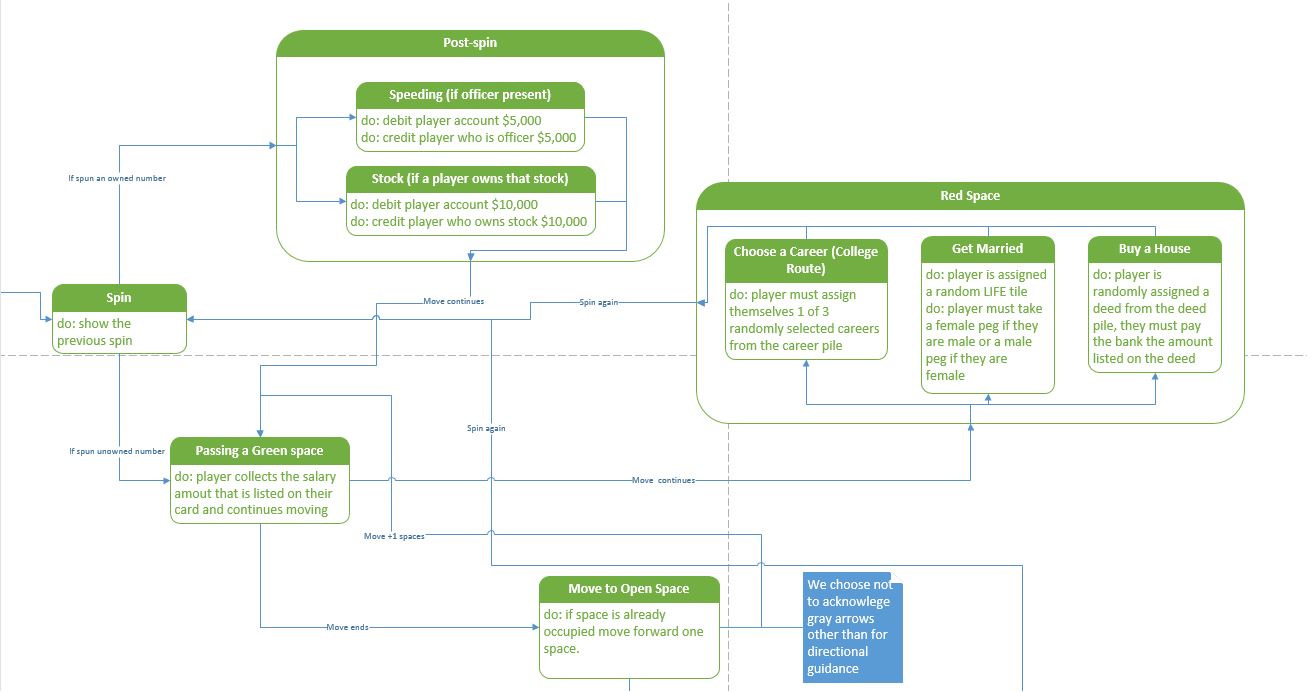 Post-spin
Speeding (if officer present)
do: debit player account $5,000
do: credit player who is officer $5,000
Stock (if a player owns that stock)
do: debit player account $10,000
do: credit player who owns stock $10,000
If spun an owned number
Red Space
Choose a Career (College
Route)
do: player must assign
themselves 1 of 3
randomly selected careers
from the career pile
Get Married
do: player is assigned
a random LIFE tile
do: player must take
a female peg if they
are male or a male
peg if they are
female
Buy a House
do: player is
randomly assigned a
deed from the deed
pile, they must pay
the bank the amount
listed on the deed
Spin
do: show the
previous spin
Move continues
Spin again
Spin again
If spun unowned number
Passing a Green space
do: player collects the salary
amout that is listed on their
card and continues moving
Move continues
Move +1 spaces
Move to Open Space
do: if space is already
occupied move forward one
space.
Move ends
We choose not
to acknowlege
gray arrows
other than for
directional
guidance